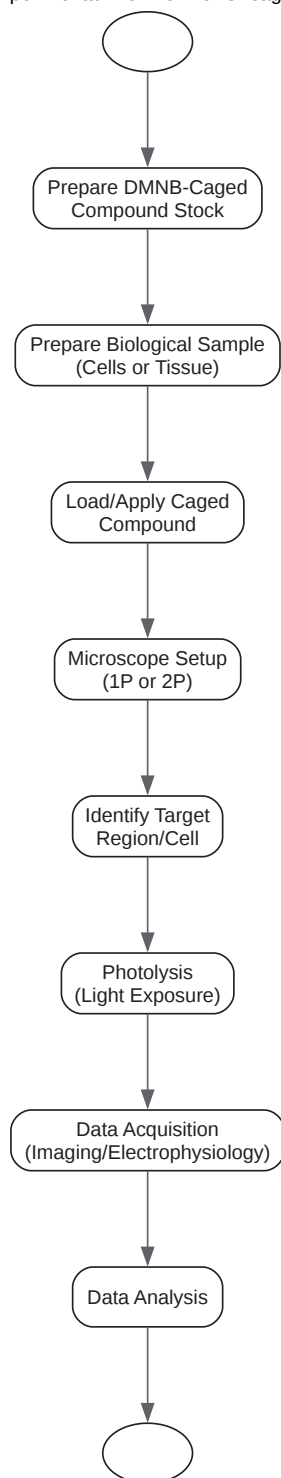 Prepare DMNB-Caged
Compound Stock
Prepare Biological Sample
(Cells or Tissue)
Load/Apply Caged
Compound
Microscope Setup
(1P or 2P)
Identify Target
Region/Cell
Photolysis
(Light Exposure)
Data Acquisition
(Imaging/Electrophysiology)
Data Analysis